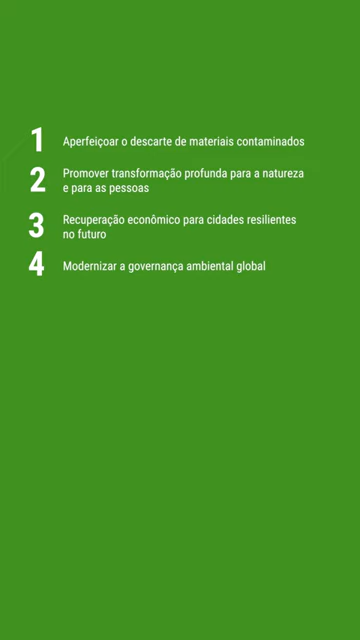 1 Aperfeiçoar o descarte de materiais contaminados
2 Promover transformação profunda para a natureza
e para as pessoas
3 Recuperação econômico para cidades resilientes
no futuro
4 Modernizar a governança ambiental global